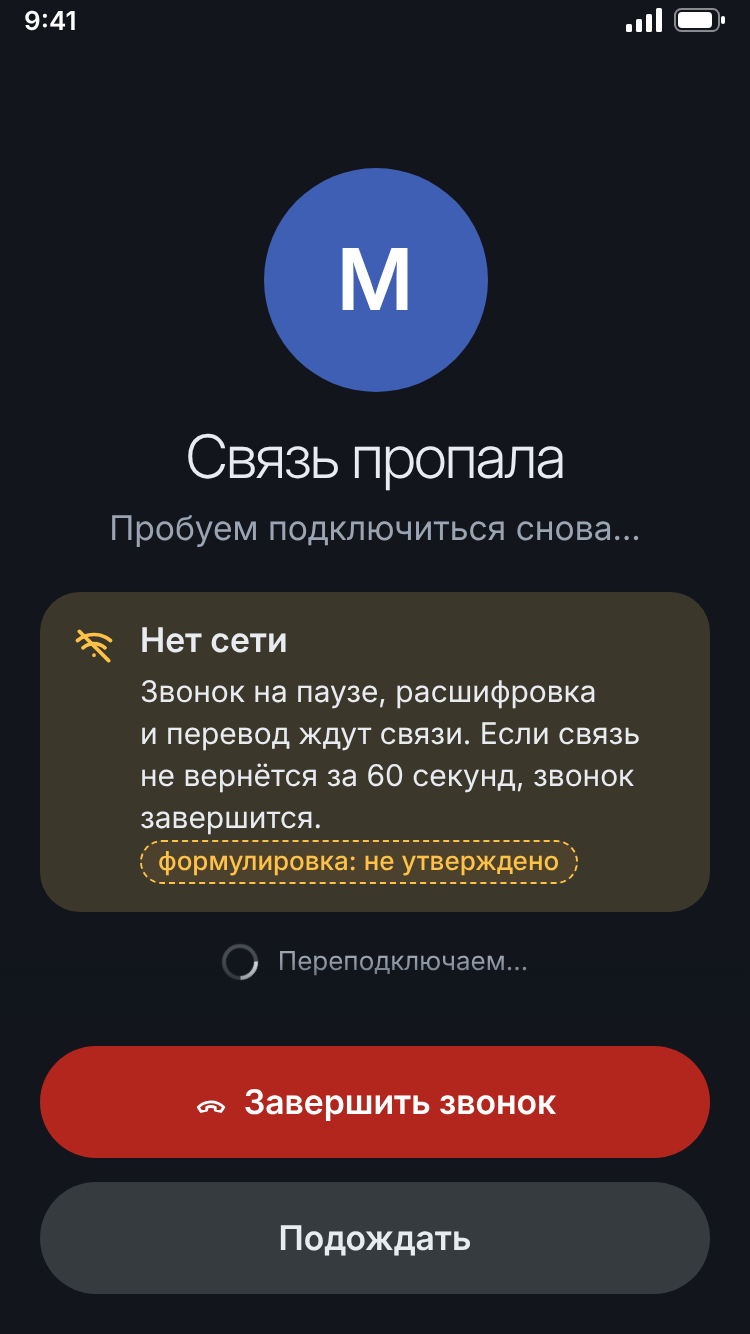 9:41
М
Связь пропала
Пробуем подключиться снова...
Нет сети
Звонок на паузе, расшифровка
и перевод ждут связи. Если связь
не вернётся за 60 секунд, звонок
завершится.
формулировка: не утверждено
Переподключаем...
Завершить звонок
Подождать